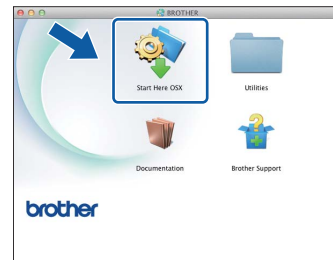 BROTHER
Start Here OSX
Utilities
Documentation
Brother Support
brother